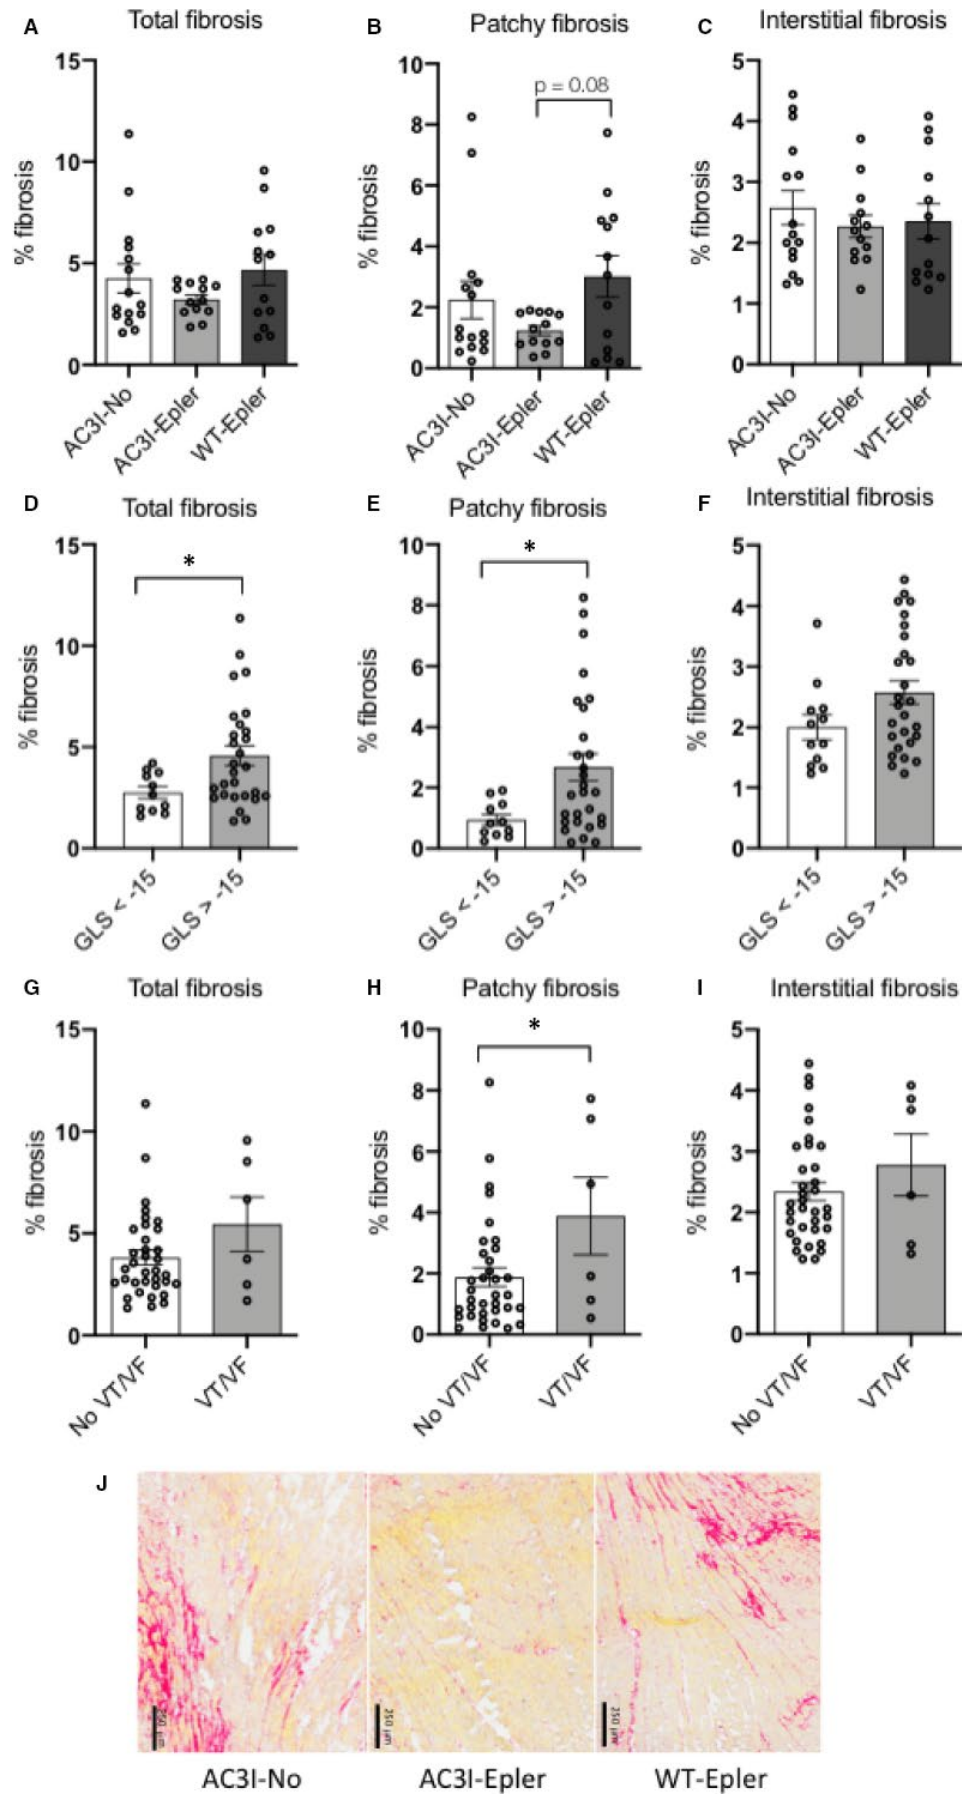 A Total fibrosis B Patchy fibrosis C Interstitial fibrosis
15
10
5
0
% fibrosis
AC3I-No AC3I-Epler WT-Epler
10
8
6
4
2
0
% fibrosis
p = 0.08
AC3I-No AC3I-Epler WT-Epler
5
4
3
2
1
0
% fibrosis
AC3I-No AC3I-Epler WT-Epler
D Total fibrosis E Patchy fibrosis F Interstitial fibrosis
15
10
5
0
% fibrosis
*
GLS < -15 GLS > -15
10
8
6
4
2
0
% fibrosis
*
GLS < -15 GLS > -15
5
4
3
2
1
0
% fibrosis
GLS < -15 GLS > -15
G Total fibrosis H Patchy fibrosis I Interstitial fibrosis
15
10
5
0
% fibrosis
No VT/VF VT/VF
10
8
6
4
2
0
% fibrosis
*
No VT/VF VT/VF
5
4
3
2
1
0
% fibrosis
No VT/VF VT/VF
J
250 µm 250 µm 250 µm
AC3I-No AC3I-Epler WT-Epler